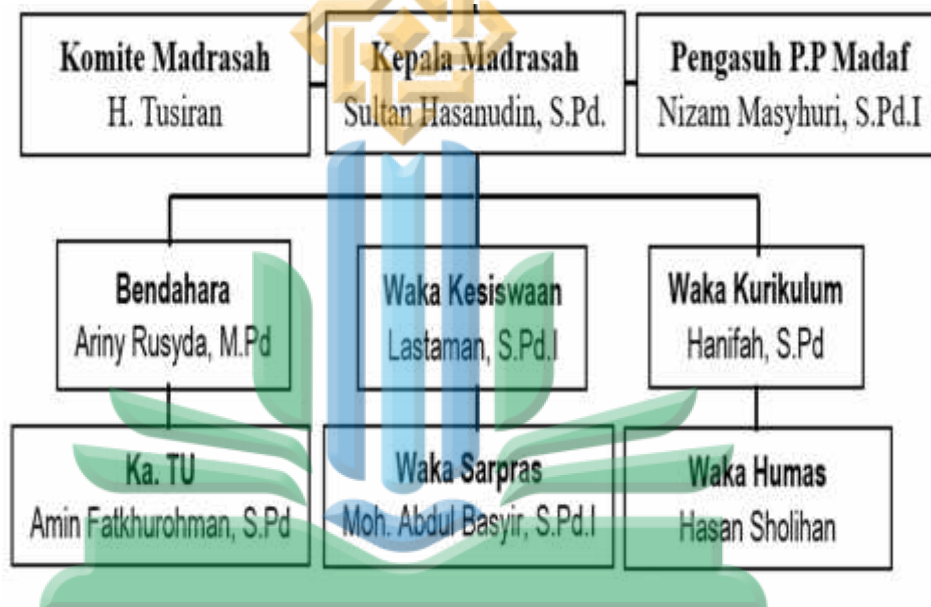 Komite Madrasah
H. Tusiran
Kepala Madrasah
Sultan Hasanudin, S.Pd.
Pengasuh P.P Madaf
Nizam Masyhuri, S.Pd.I
Bendahara
Ariny Rusyda, M.Pd
Waka Kesiswaan
Lastaman, S.Pd.I
Waka Kurikulum
Hanifah, S.Pd
Ka. TU
Amin Fatkhurohman, S.Pd
Waka Sarpras
Moh. Abdul Basyir, S.Pd.I
Waka Humas
Hasan Sholihan